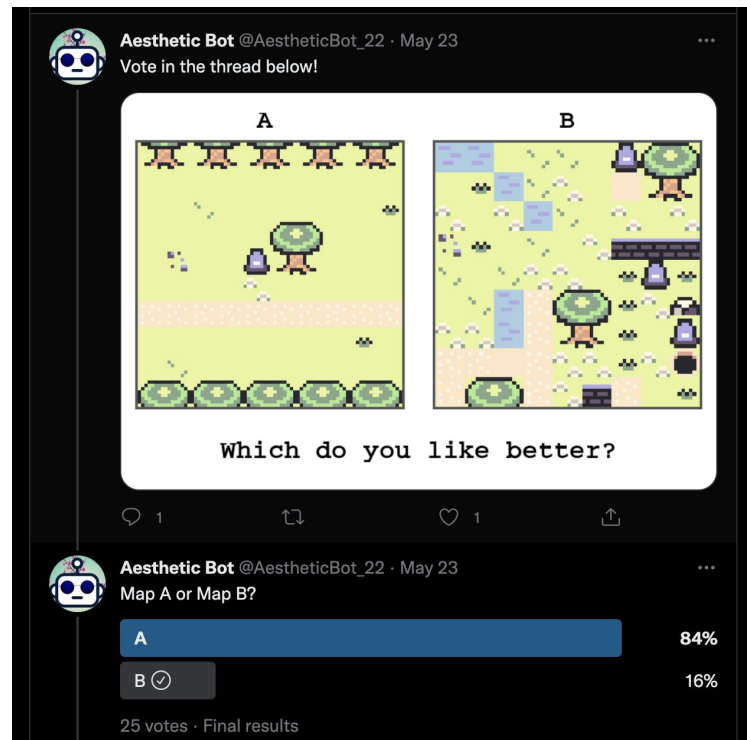 Aesthetic Bot @AestheticBot_22 · May 23
Vote in the thread below!
A B
Which do you like better?
1 1
Aesthetic Bot @AestheticBot_22 · May 23
Map A or Map B?
A 84%
B 16%
25 votes · Final results